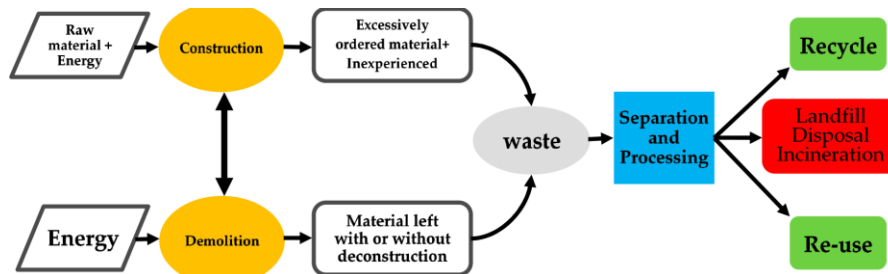 Raw
material +
Energy
Construction
Excessively
ordered material+
Inexperienced
Recycle
waste
Separation
and
Processing
Landfill
Disposal
Incineration
Energy
Demolition
Material left
with or without
deconstruction
Re-use